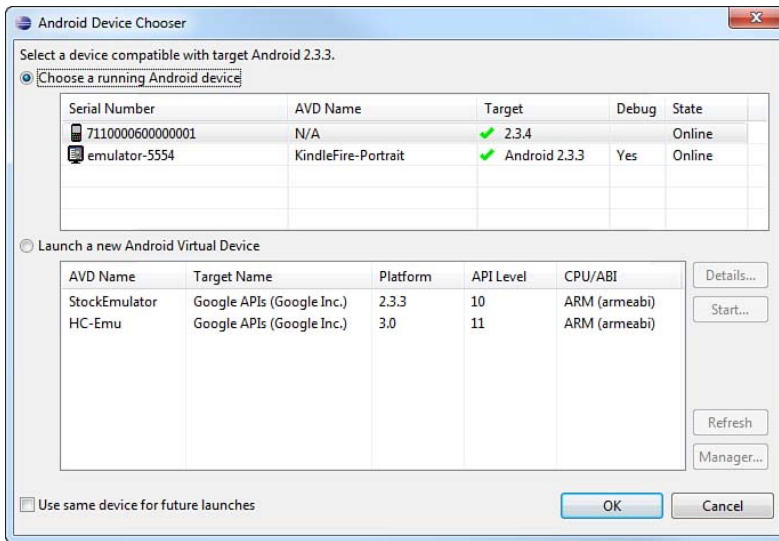 Android Device Chooser
Select a device compatible with target Android 2.3.3.
Choose a running Android device
Serial Number AVD Name Target Debug State
7110000600000001 N/A 2.3.4 Online
emulator-5554 KindleFire-Portrait Android 2.3.3 Yes Online
Launch a new Android Virtual Device
AVD Name Target Name Platform API Level CPU/ABI Details...
StockEmulator Google APIs (Google Inc.) 2.3.3 10 ARM (armeabi) Start...
HC-Emu Google APIs (Google Inc.) 3.0 11 ARM (armeabi)
Refresh
Manager...
Use same device for future launches OK Cancel